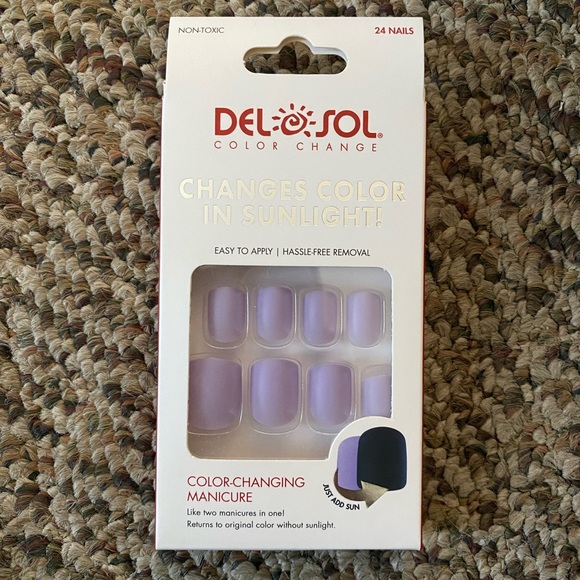 NON-TOXIC
24 NAILS
DEL SOL®
COLOR CHANGE
CHANGES COLOR
IN SUNLIGHT!
EASY TO APPLY | HASSLE-FREE REMOVAL
COLOR-CHANGING
MANICURE
Like two manicures in one!
Returns to original color without sunlight.
JUST ADD SUN